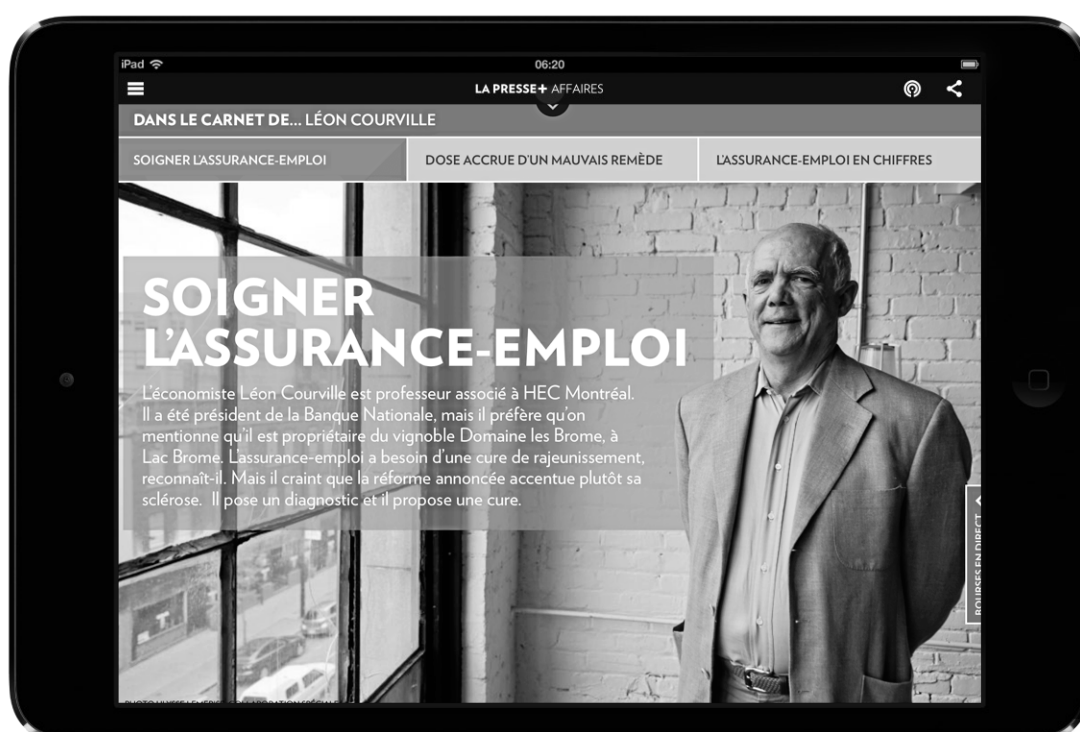 iPad
06:20
LA PRESSE+ AFFAIRES
DANS LE CARNET DE... LÉON COURVILLE
SOIGNER L'ASSURANCE-EMPLOI
DOSE ACCRUE D'UN MAUVAIS REMÈDE
L'ASSURANCE-EMPLOI EN CHIFFRES
SOIGNER
L'ASSURANCE-EMPLOI
L'économiste Léon Courville est professeur associé à HEC Montréal.
Il a été président de la Banque Nationale, mais il préfère qu'on
mentionne qu'il est propriétaire du vignoble Domaine les Brome, à
Lac Brome. L'assurance-emploi a besoin d'une cure de rajeunissement,
reconnaît-il. Mais il craint que la réforme annoncée accentue plutôt sa
sclérose. Il pose un diagnostic et il propose une cure.
BOURSES EN DIRECT